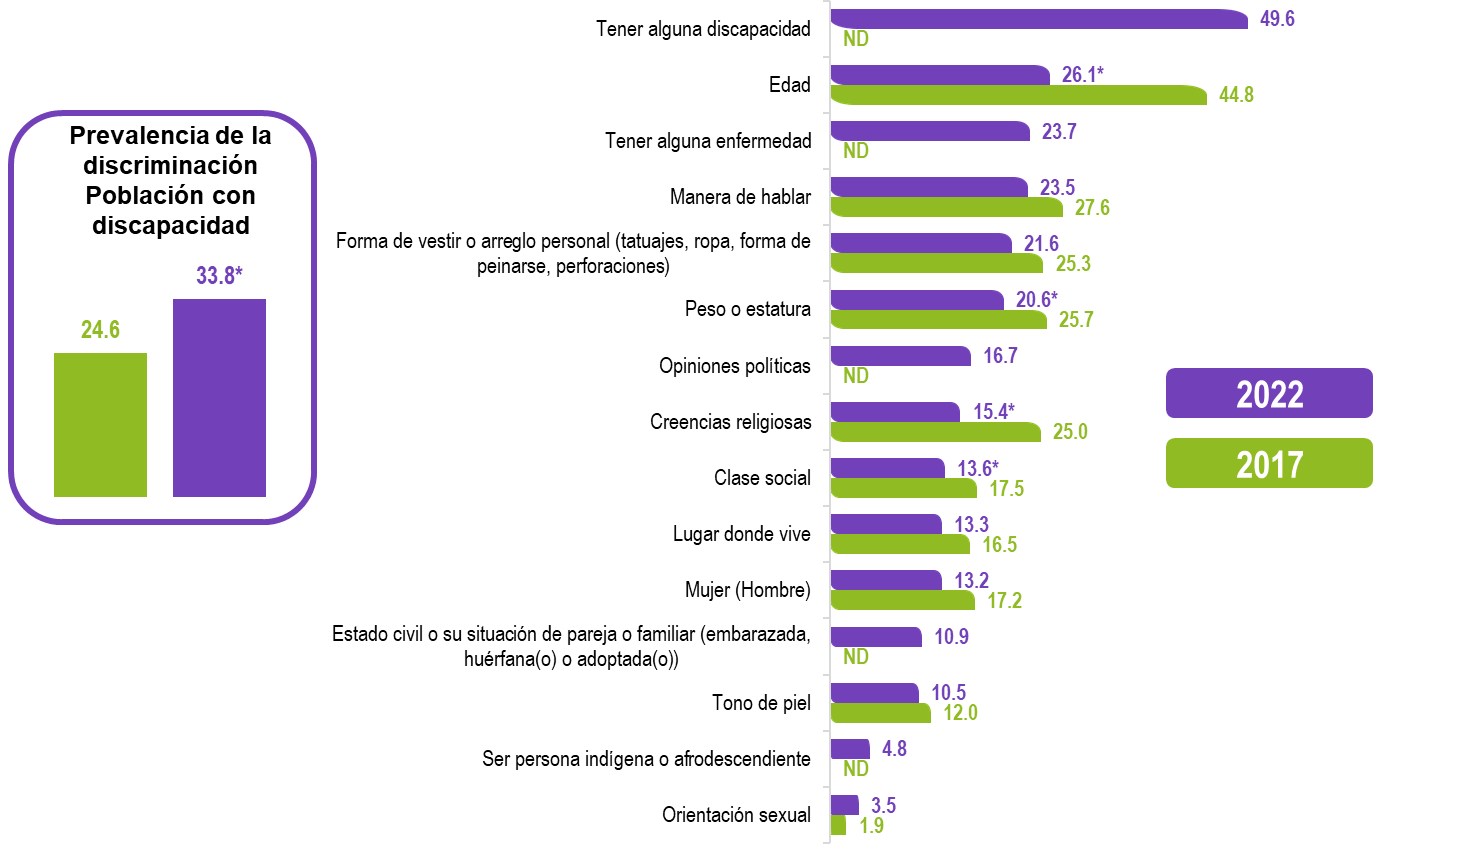 Prevalencia de la
discriminación
Población con
discapacidad
24.6
33.8*
Tener alguna discapacidad
49.6
ND
Edad
26.1*
44.8
Tener alguna enfermedad
23.7
ND
Manera de hablar
23.5
27.6
Forma de vestir o arreglo personal (tatuajes, ropa, forma de
peinarse, perforaciones)
21.6
25.3
Peso o estatura
20.6*
25.7
Opiniones políticas
16.7
ND
Creencias religiosas
15.4*
25.0
Clase social
13.6*
17.5
Lugar donde vive
13.3
16.5
Mujer (Hombre)
13.2
17.2
Estado civil o su situación de pareja o familiar (embarazada,
huérfana(o) o adoptada(o))
10.9
ND
Tono de piel
10.5
12.0
Ser persona indígena o afrodescendiente
4.8
ND
Orientación sexual
3.5
1.9
2022
2017